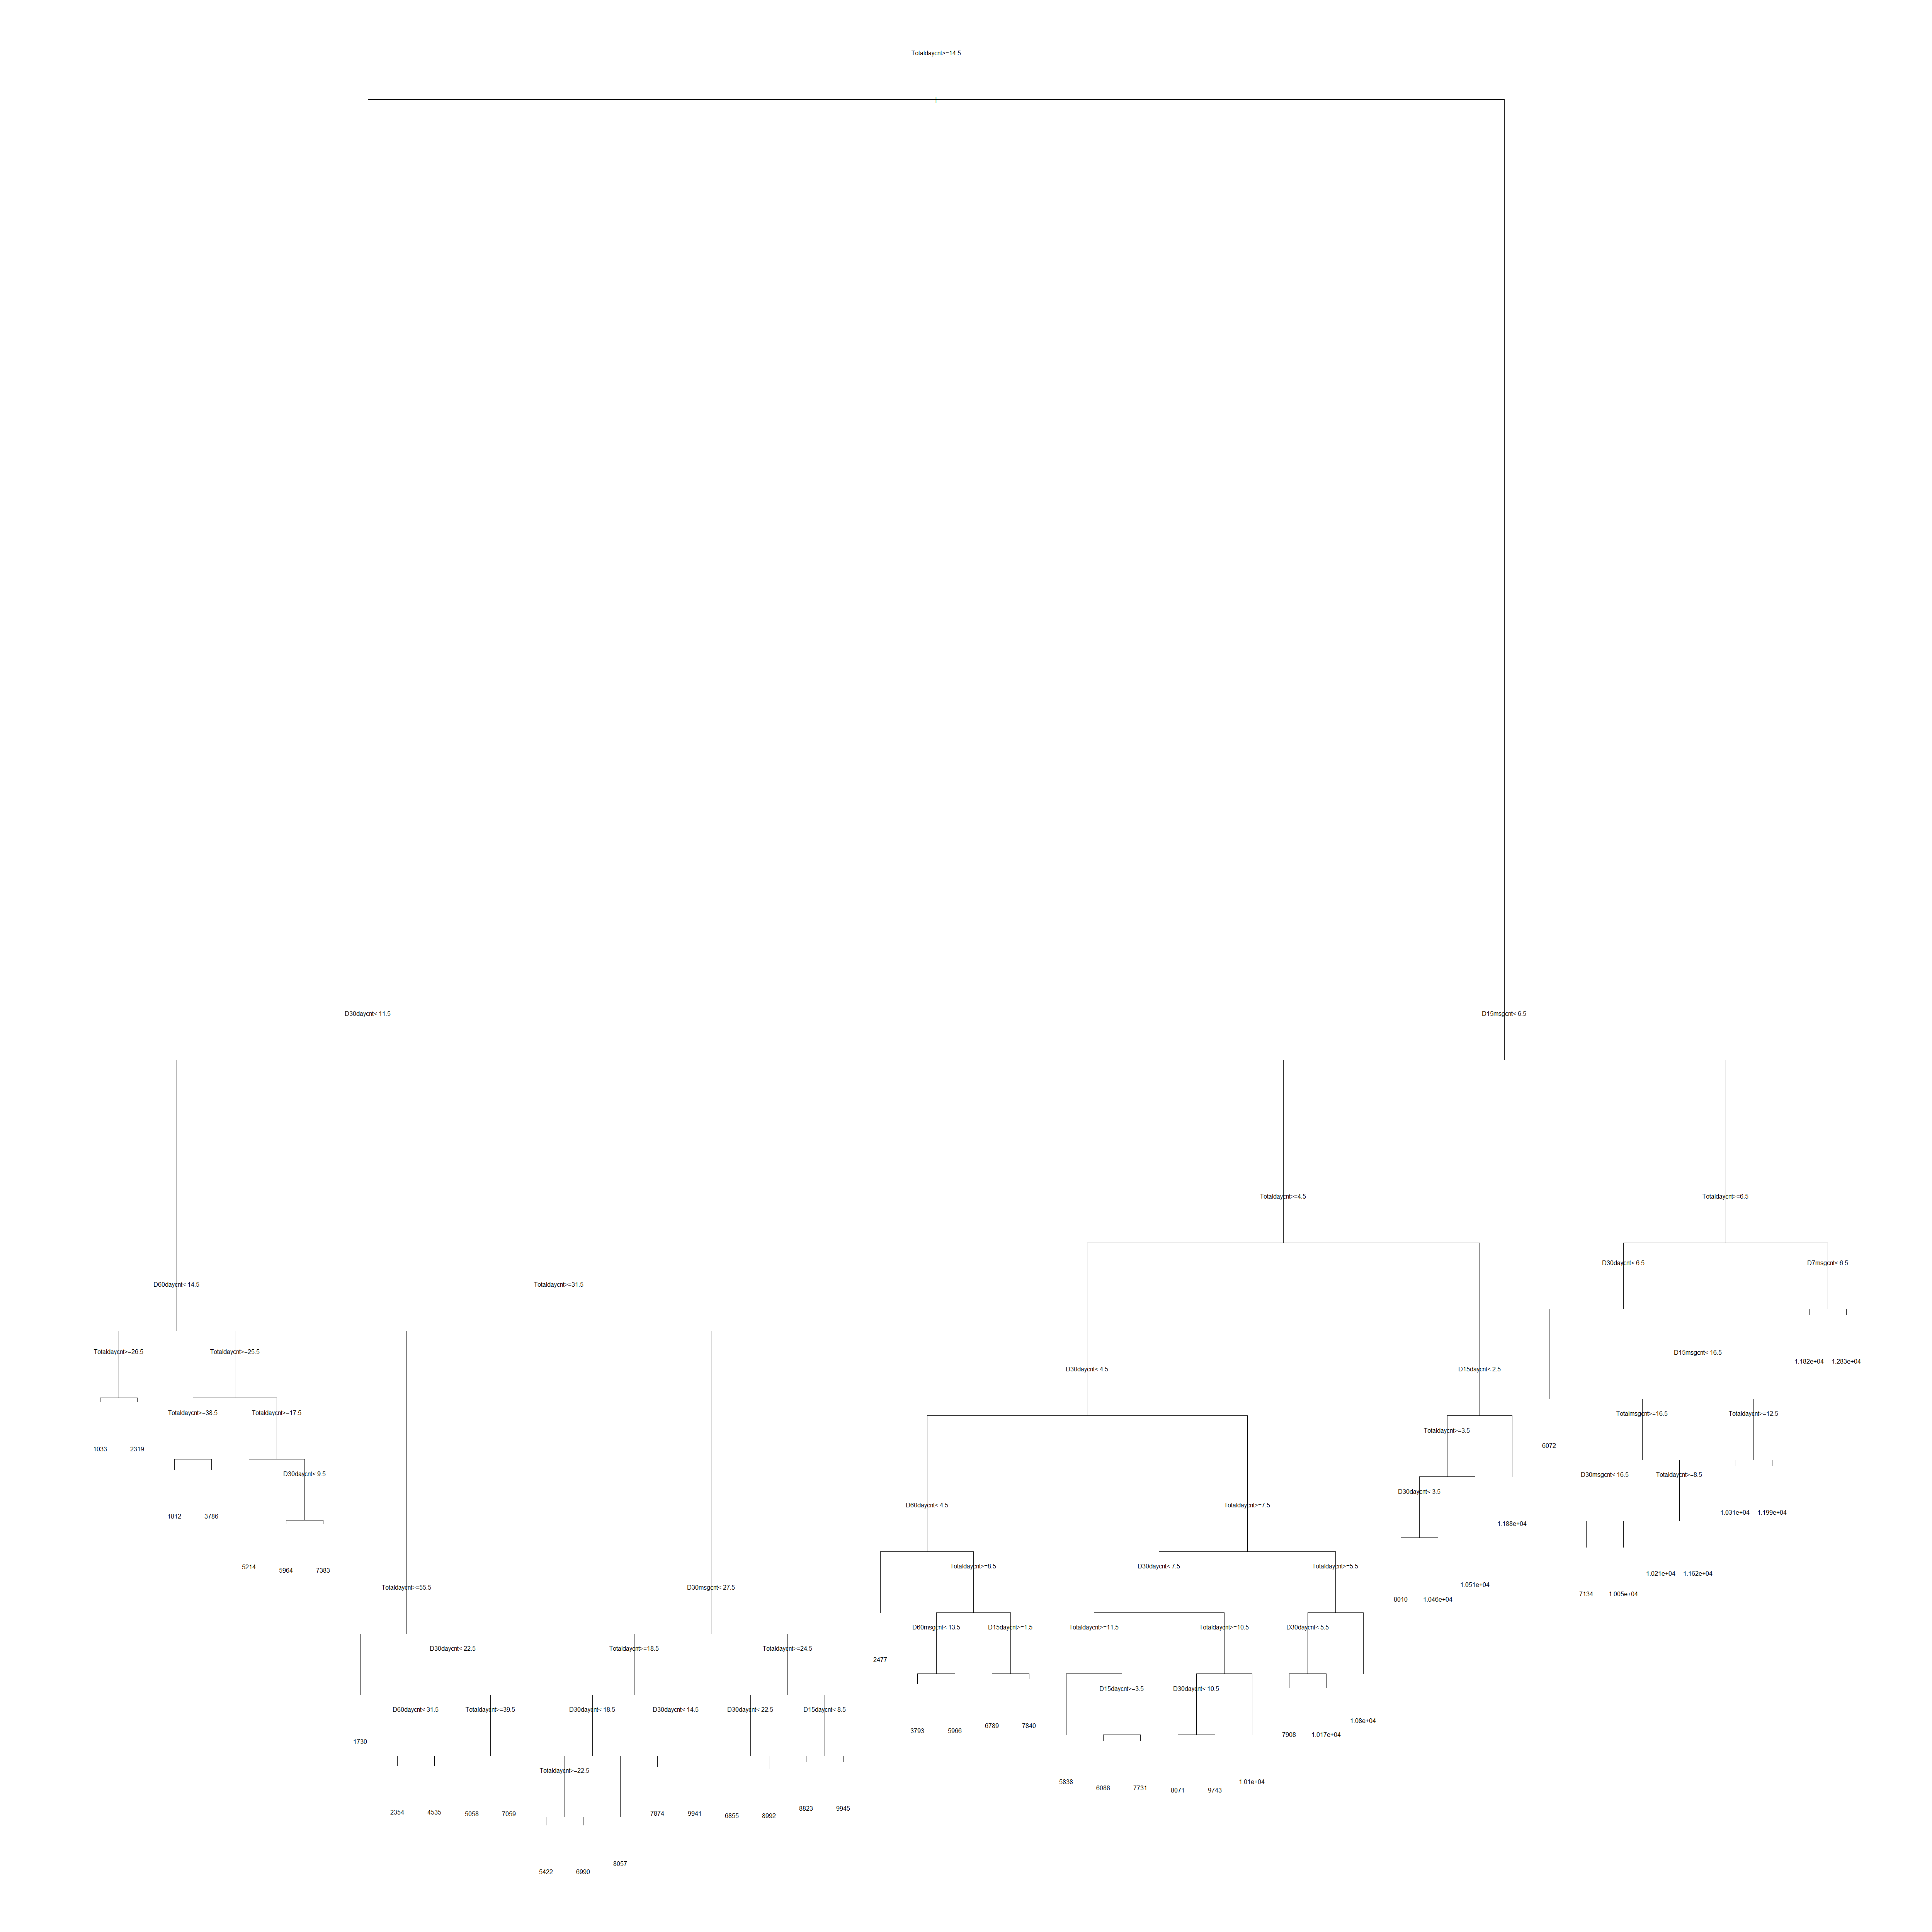 Totaldaycnt>=14.5
D30daycnt< 11.5
D15msgcnt< 6.5
Totaldaycnt>=4.5
Totaldaycnt>=6.5
D30daycnt< 6.5
D7msgcnt< 6.5
D60daycnt< 14.5
Totaldaycnt>=31.5
Totaldaycnt>=26.5
Totaldaycnt>=25.5
D15msgcnt< 16.5
1.182e+04
1.283e+04
D30daycnt< 4.5
D15daycnt< 2.5
Totaldaycnt>=38.5
Totaldaycnt>=17.5
Totalmsgcnt>=16.5
Totaldaycnt>=12.5
Totaldaycnt>=3.5
6072
1033
2319
D30daycnt< 9.5
D30msgcnt< 16.5
Totaldaycnt>=8.5
D30daycnt< 3.5
D60daycnt< 4.5
Totaldaycnt>=7.5
1812
3786
1.031e+04
1.199e+04
1.188e+04
5214
5964
7383
Totaldaycnt>=8.5
D30daycnt< 7.5
Totaldaycnt>=5.5
1.021e+04
1.162e+04
Totaldaycnt>=55.5
D30msgcnt< 27.5
1.051e+04
7134
1.005e+04
8010
1.046e+04
D60msgcnt< 13.5
D15daycnt>=1.5
Totaldaycnt>=11.5
Totaldaycnt>=10.5
D30daycnt< 5.5
D30daycnt< 22.5
Totaldaycnt>=18.5
Totaldaycnt>=24.5
2477
D15daycnt>=3.5
D30daycnt< 10.5
D60daycnt< 31.5
Totaldaycnt>=39.5
D30daycnt< 18.5
D30daycnt< 14.5
D30daycnt< 22.5
D15daycnt< 8.5
1.08e+04
3793
5966
6789
7840
7908
1.017e+04
1730
Totaldaycnt>=22.5
5838
6088
7731
8071
9743
1.01e+04
2354
4535
5058
7059
7874
9941
6855
8992
8823
9945
5422
6990
8057